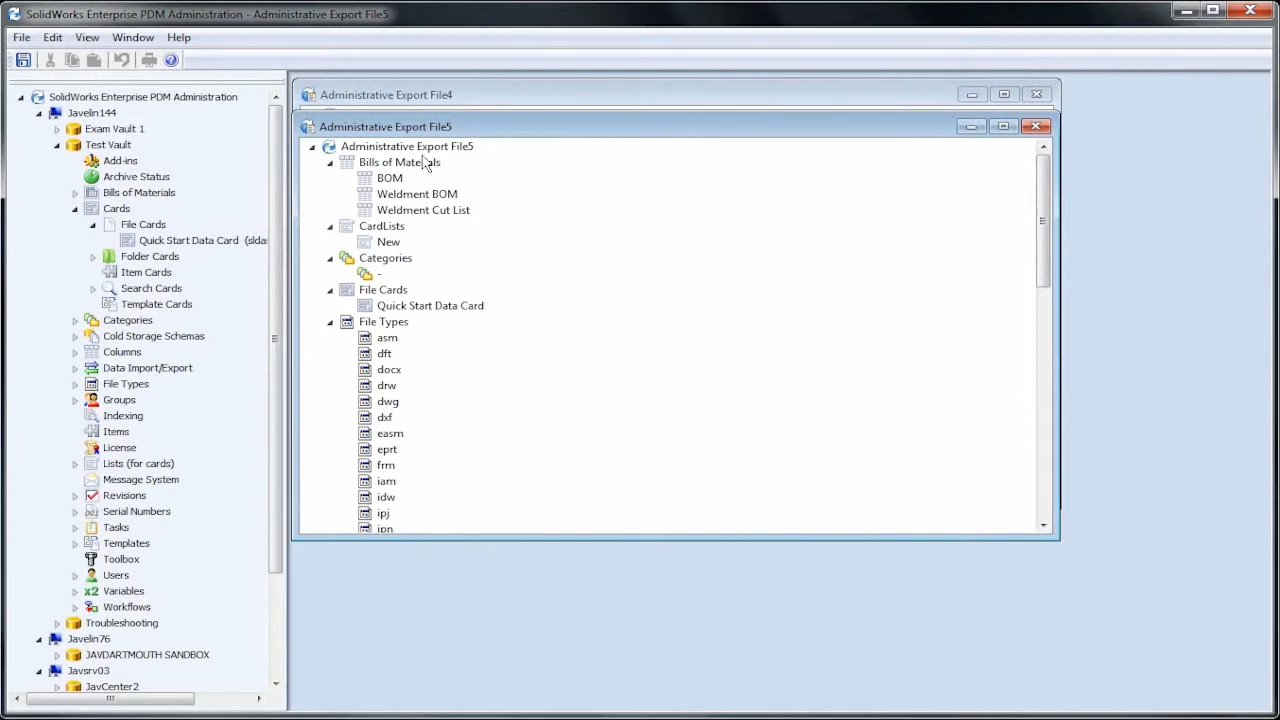 SolidWorks Enterprise PDM Administration - Administrative Export File5
File Edit View Window Help
SolidWorks Enterprise PDM Administration
Javelin144
Exam Vault 1
Test Vault
Add-ins
Archive Status
Bills of Materials
Cards
File Cards
Quick Start Data Card (sldas
Folder Cards
Item Cards
Search Cards
Template Cards
Categories
Cold Storage Schemas
Columns
Data Import/Export
File Types
Groups
Indexing
Items
License
Lists (for cards)
Message System
Revisions
Serial Numbers
Tasks
Templates
Toolbox
Users
Variables
Workflows
Troubleshooting
Javelin76
JAVDARTMOUTH SANDBOX
Javsrv03
JavCenter2
Administrative Export File4
Administrative Export File5
Administrative Export File5
Bills of Materials
BOM
Weldment BOM
Weldment Cut List
CardLists
New
Categories
-
File Cards
Quick Start Data Card
File Types
asm
dft
docx
drw
dwg
dxf
easm
eprt
frm
iam
idw
ipj
ipn